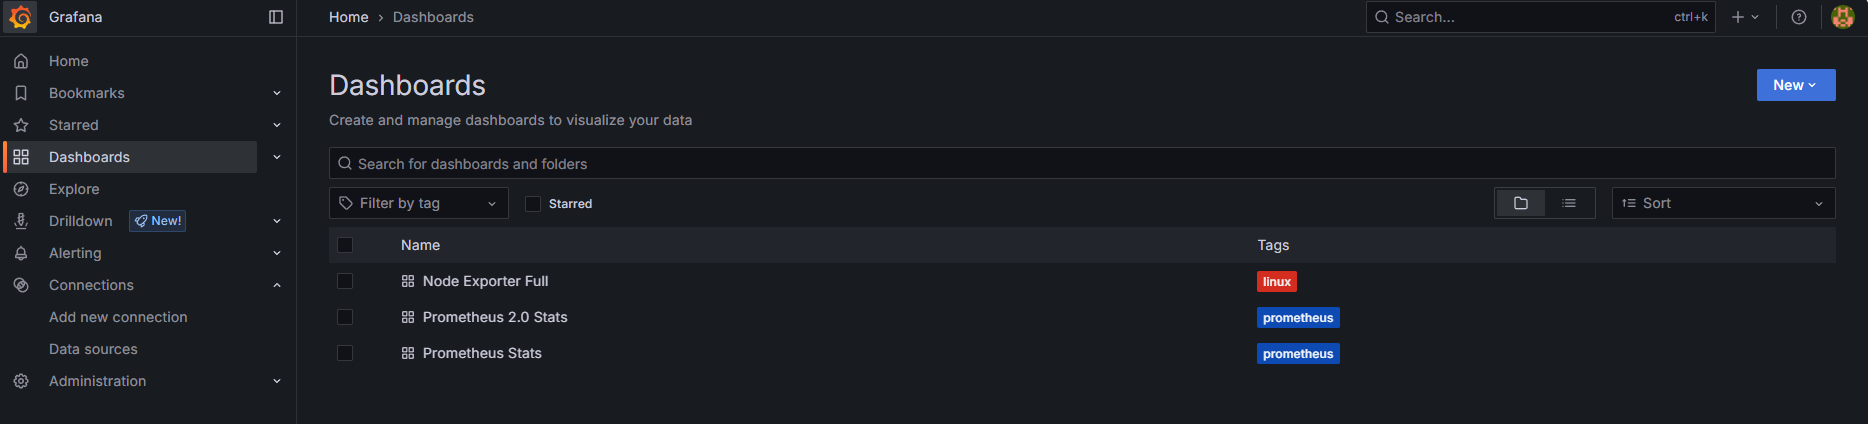 Grafana
Home › Dashboards
Search... ctrl+k
Home
Bookmarks
Starred
Dashboards
Explore
Drilldown New!
Alerting
Connections
Add new connection
Data sources
Administration
Dashboards
New
Create and manage dashboards to visualize your data
Search for dashboards and folders
Filter by tag Starred Sort
Name Tags
Node Exporter Full linux
Prometheus 2.0 Stats prometheus
Prometheus Stats prometheus